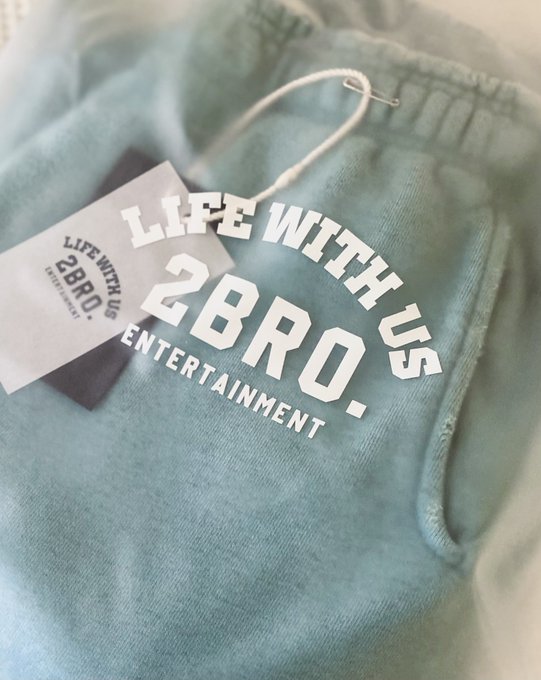 LIFE WITH US
2BRO.
ENTERTAINMENT
LIFE WITH US
2BRO.
ENTERTAINMENT